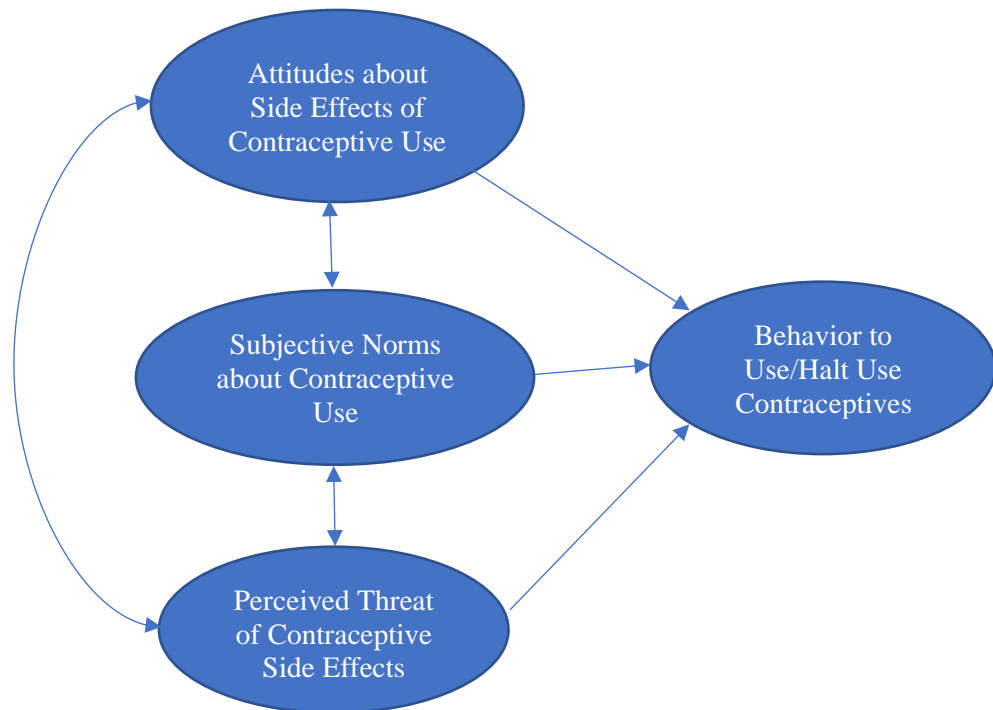 Attitudes about
Side Effects of
Contraceptive Use
Subjective Norms
about Contraceptive
Use
Behavior to
Use/Halt Use
Contraceptives
Perceived Threat
of Contraceptive
Side Effects